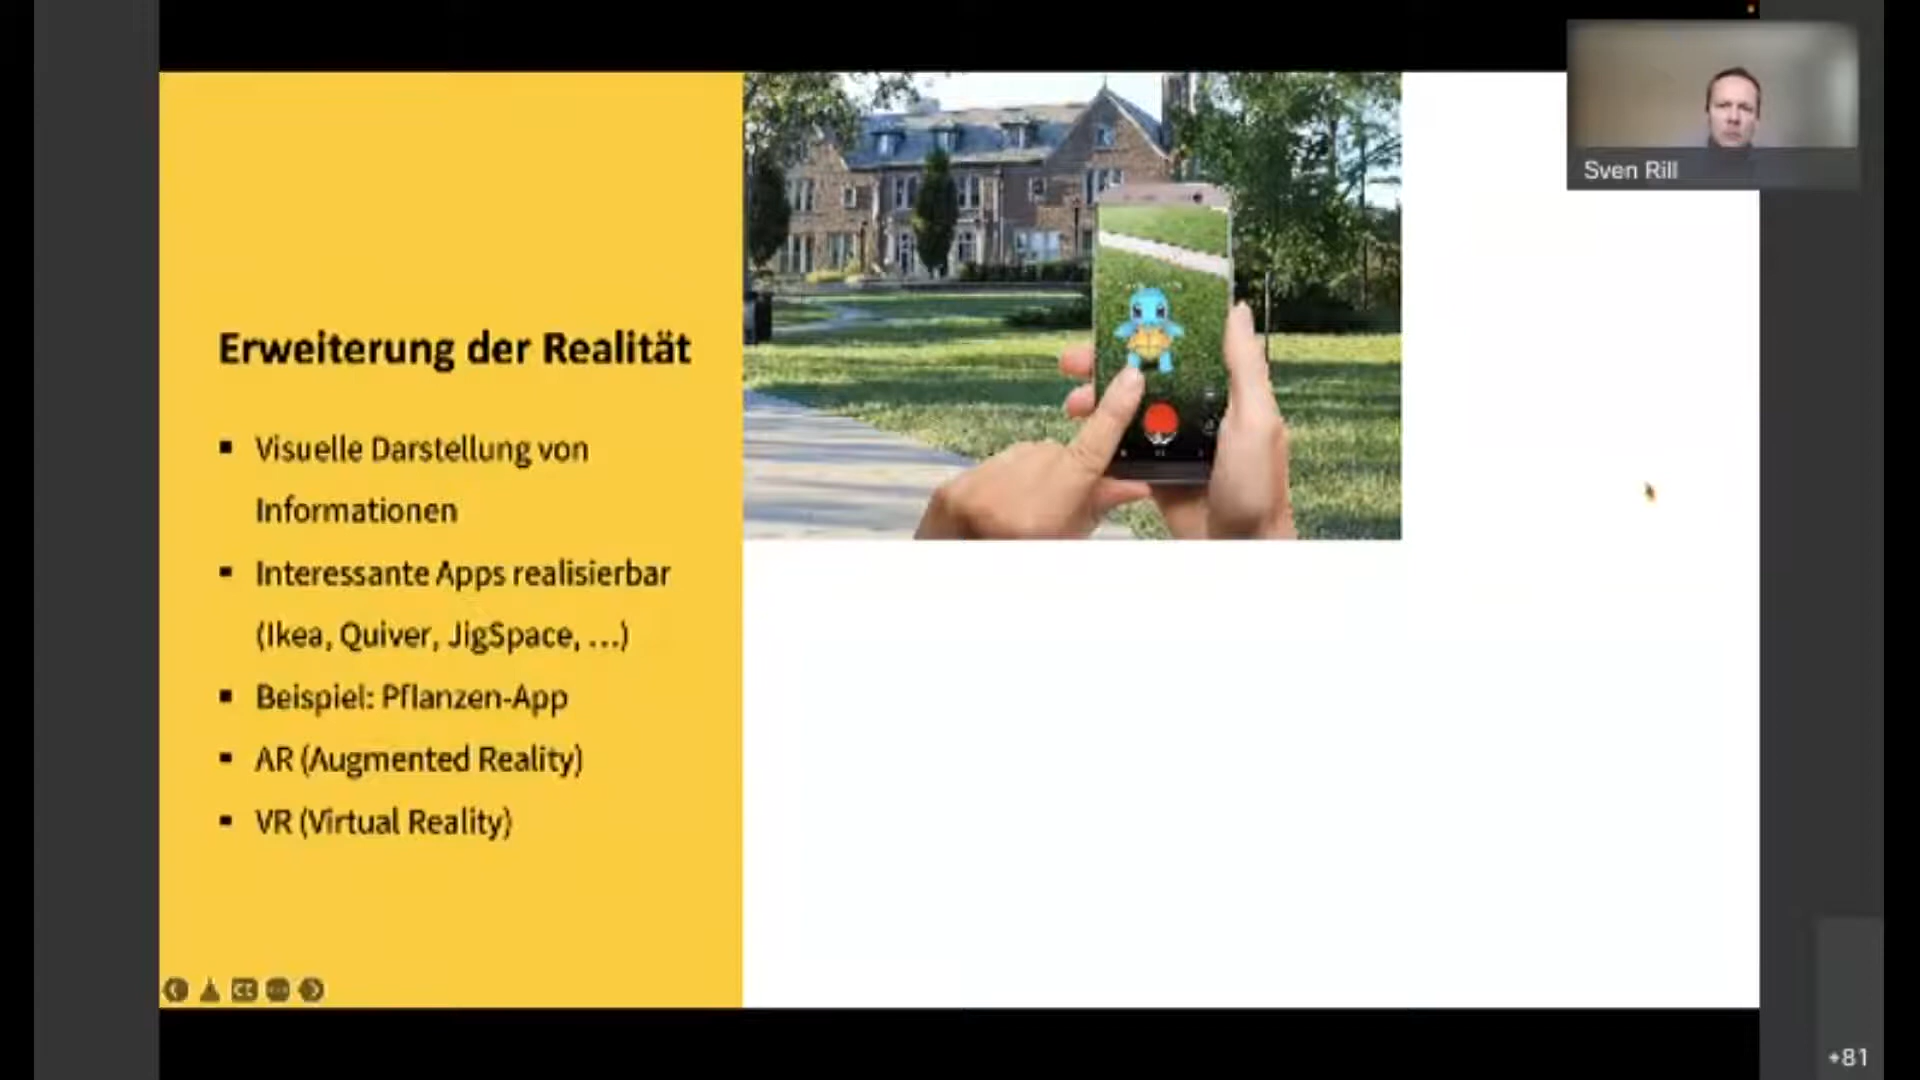 Sven Rill
Erweiterung der Realität
▪ Visuelle Darstellung von
Informationen
▪ Interessante Apps realisierbar
(Ikea, Quiver, JigSpace, ...)
▪ Beispiel: Pflanzen-App
▪ AR (Augmented Reality)
▪ VR (Virtual Reality)
+81